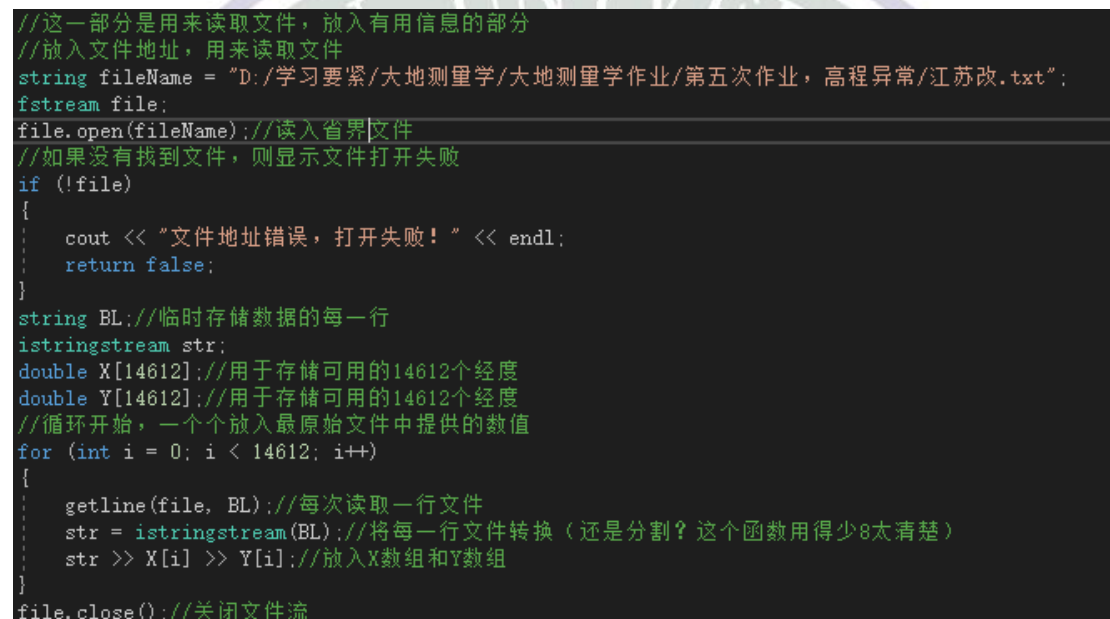 //这一部分是用来读取文件，放入有用信息的部分
//放入文件地址，用来读取文件
string fileName = "D:/学习要紧/大地测量学/大地测量学作业/第五次作业，高程异常/江苏改.txt";
fstream file;
file.open(fileName);//读入省界文件
//如果没有找到文件，则显示文件打开失败
if (!file)
{
cout << "文件地址错误，打开失败！" << endl;
return false;
}
string BL;//临时存储数据的每一行
istringstream str;
double X[14612];//用于存储可用的14612个经度
double Y[14612];//用于存储可用的14612个经度
//循环开始，一个个放入最原始文件中提供的数值
for (int i = 0; i < 14612; i++)
{
getline(file, BL);//每次读取一行文件
str = istringstream(BL);//将每一行文件转换（还是分割？这个函数用得少8太清楚）
str >> X[i] >> Y[i];//放入X数组和Y数组
}
file.close();//关闭文件流